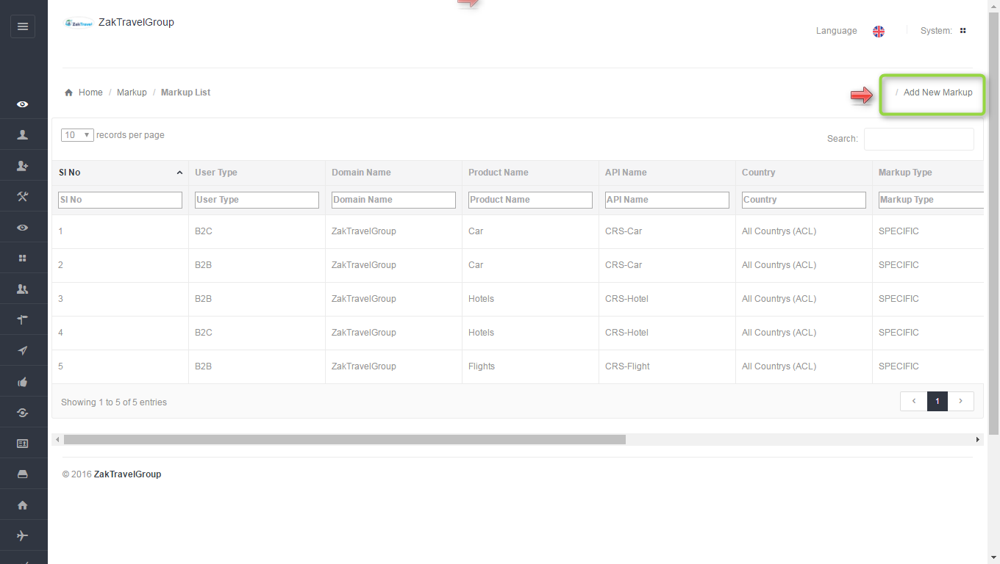 ZakTravel ZakTravelGroup
Language System:
Home / Markup / Markup List / Add New Markup
10 records per page Search:
Sl No User Type Domain Name Product Name API Name Country Markup Type
Sl No User Type Domain Name Product Name API Name Country Markup Type
1 B2C ZakTravelGroup Car CRS-Car All Countrys (ACL) SPECIFIC
2 B2B ZakTravelGroup Car CRS-Car All Countrys (ACL) SPECIFIC
3 B2B ZakTravelGroup Hotels CRS-Hotel All Countrys (ACL) SPECIFIC
4 B2C ZakTravelGroup Hotels CRS-Hotel All Countrys (ACL) SPECIFIC
5 B2B ZakTravelGroup Flights CRS-Flight All Countrys (ACL) SPECIFIC
Showing 1 to 5 of 5 entries ‹ 1 ›
© 2016 ZakTravelGroup